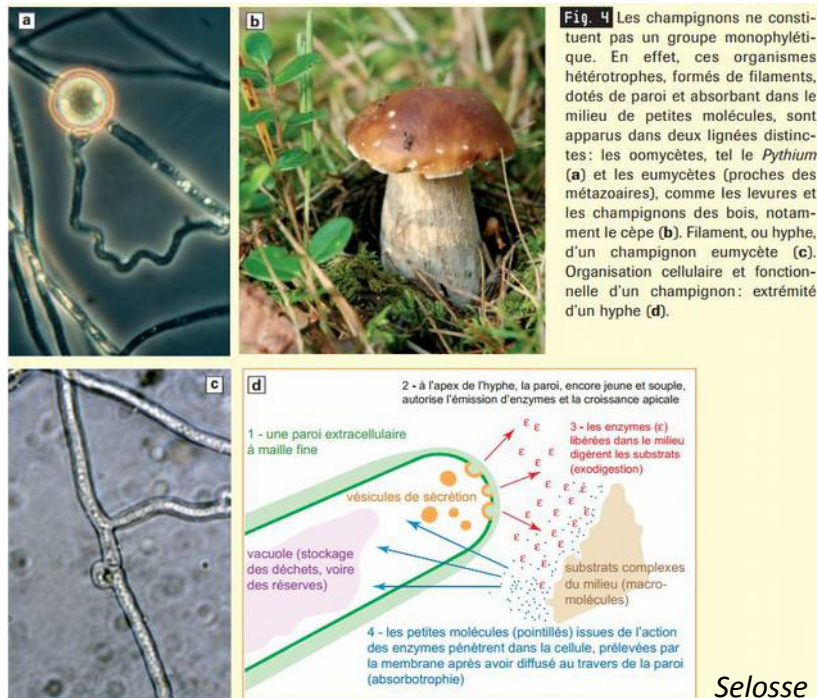 a
b
Fig. 4 Les champignons ne consti-
tuent pas un groupe monophyléti-
que. En effet, ces organismes
hétérotrophes, formés de filaments,
dotés de paroi et absorbant dans le
milieu de petites molécules, sont
apparus dans deux lignées distinc-
tes: les oomycètes, tel le Pythium
(a) et les eumycètes (proches des
métazoaires), comme les levures et
les champignons des bois, notam-
ment le cèpe (b). Filament, ou hyphe,
d'un champignon eumycète (c).
Organisation cellulaire et fonction-
nelle d'un champignon: extrémité
d'un hyphe (d).
c
d
2 - à l'apex de l'hyphe, la paroi, encore jeune et souple,
autorise l'émission d'enzymes et la croissance apicale
1 - une paroi extracellulaire
à maille fine
3 - les enzymes (ε)
libérées dans le milieu
digèrent les substrats
(exodigestion)
vésicules de sécrétion
vacuole (stockage
des déchets, voire
des réserves)
substrats complexes
du milieu (macro-
molécules)
4 - les petites molécules (pointillés) issues de l'action
des enzymes pénètrent dans la cellule, prélevées par
la membrane après avoir diffusé au travers de la paroi
(absorbotrophie)
Selosse